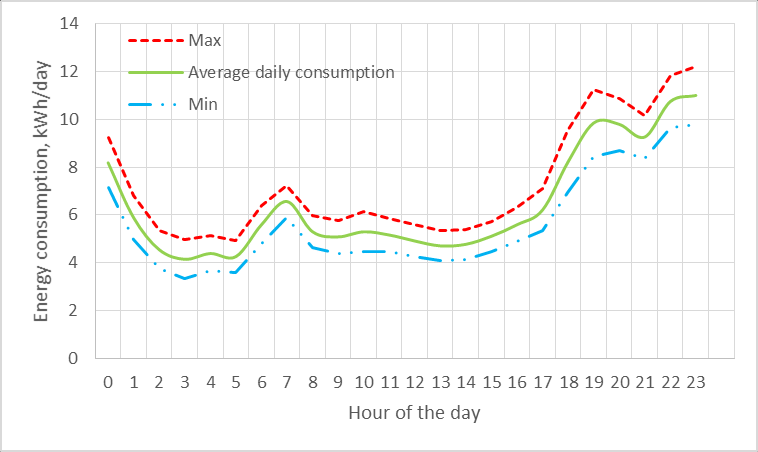 14
12
10
8
6
4
2
0
Energy consumption, kWh/day
Max
Average daily consumption
Min
0 1 2 3 4 5 6 7 8 9 10 11 12 13 14 15 16 17 18 19 20 21 22 23
Hour of the day